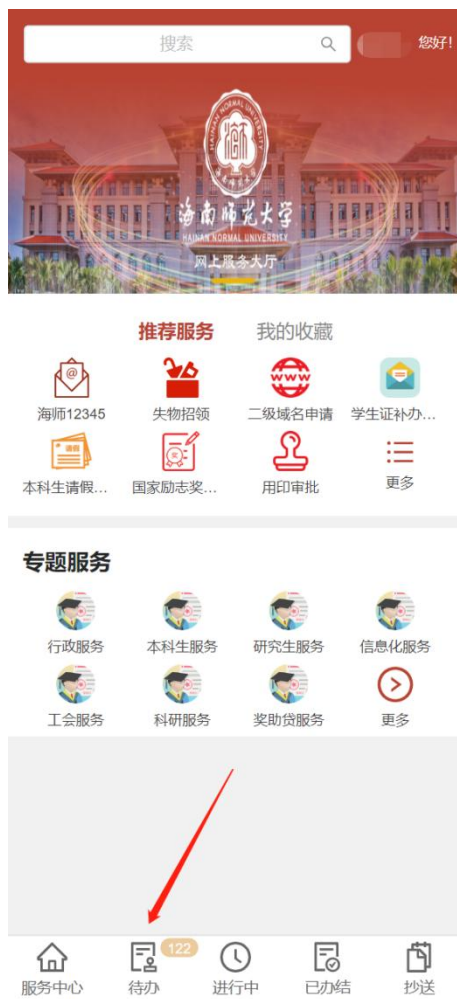 搜索
您好!
HAINAN NORMAL UNIVERSITY
海南师范大学
HAINAN NORMAL UNIVERSITY
网上服务大厅
推荐服务 我的收藏
@ www
海师12345 失物招领 二级域名申请 学生证补办...
请假
本科生请假... 国家励志奖... 用印审批 更多
专题服务
行政服务 本科生服务 研究生服务 信息化服务
工会服务 科研服务 奖助贷服务 更多
122
服务中心 待办 进行中 已办结 抄送